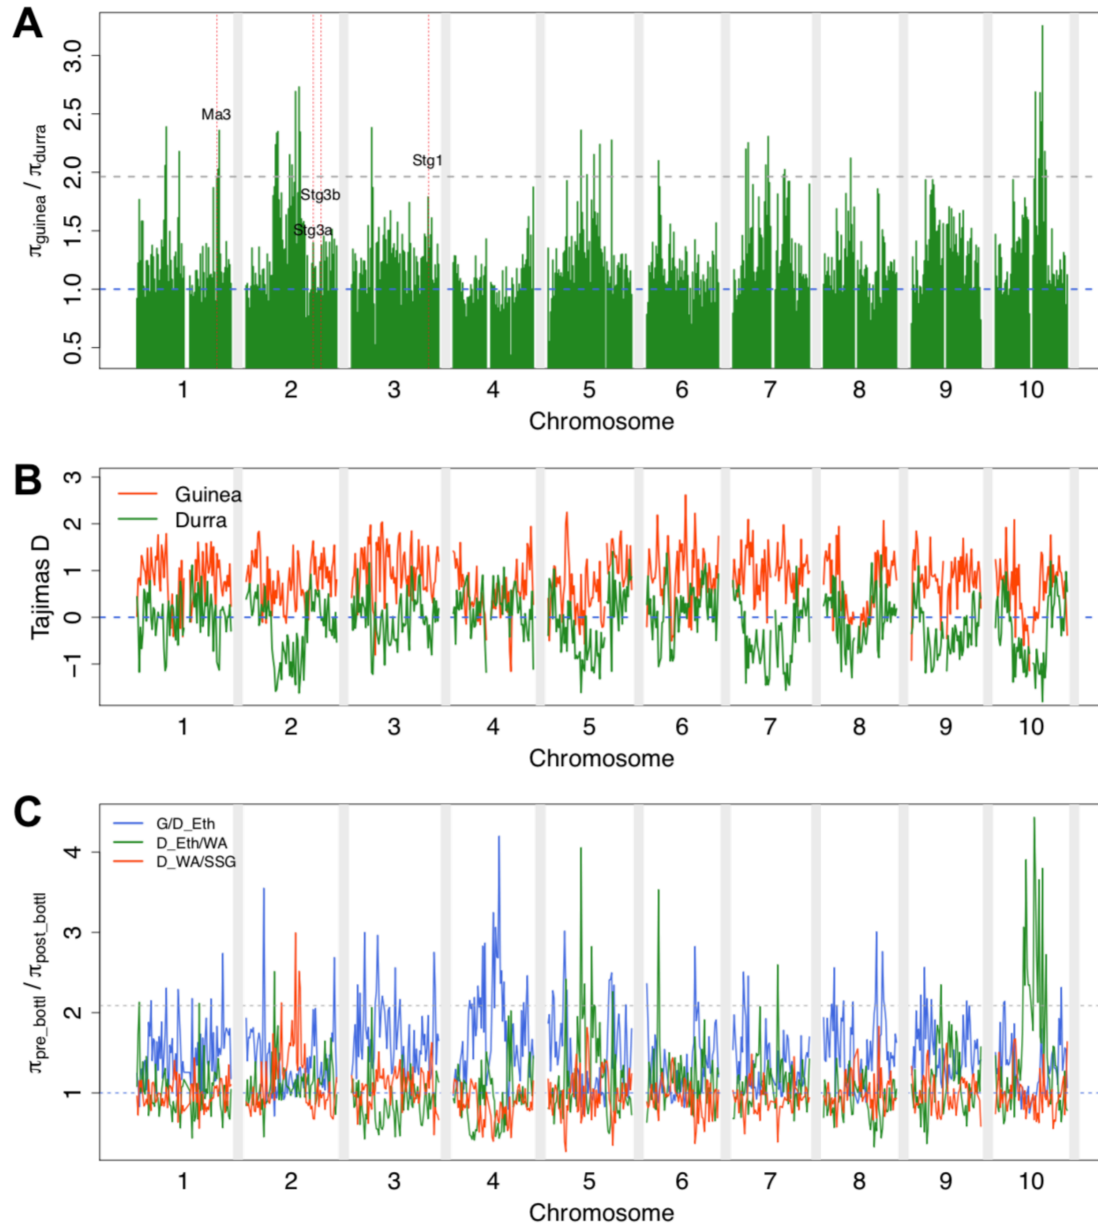 A
πguinea / πdurra
3.0
2.5
2.0
1.5
1.0
0.5
Ma3
Stg3b
Stg3a
Stg1
1 2 3 4 5 6 7 8 9 10
Chromosome
B
Tajimas D
3
2
1
0
−1
Guinea
Durra
1 2 3 4 5 6 7 8 9 10
Chromosome
C
πpre_bottl / πpost_bottl
4
3
2
1
G/D_Eth
D_Eth/WA
D_WA/SSG
1 2 3 4 5 6 7 8 9 10
Chromosome